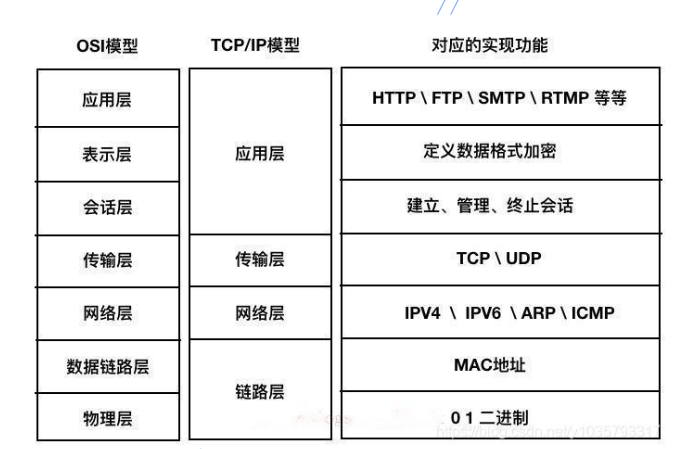 OSI模型 TCP/IP模型 对应的实现功能
应用层 HTTP \ FTP \ SMTP \ RTMP 等等
表示层 应用层 定义数据格式加密
会话层 建立、管理、终止会话
传输层 传输层 TCP \ UDP
网络层 网络层 IPV4 \ IPV6 \ ARP \ ICMP
数据链路层 MAC地址
链路层
物理层 0 1 二进制
https://blog.csdn.net/y1035793317